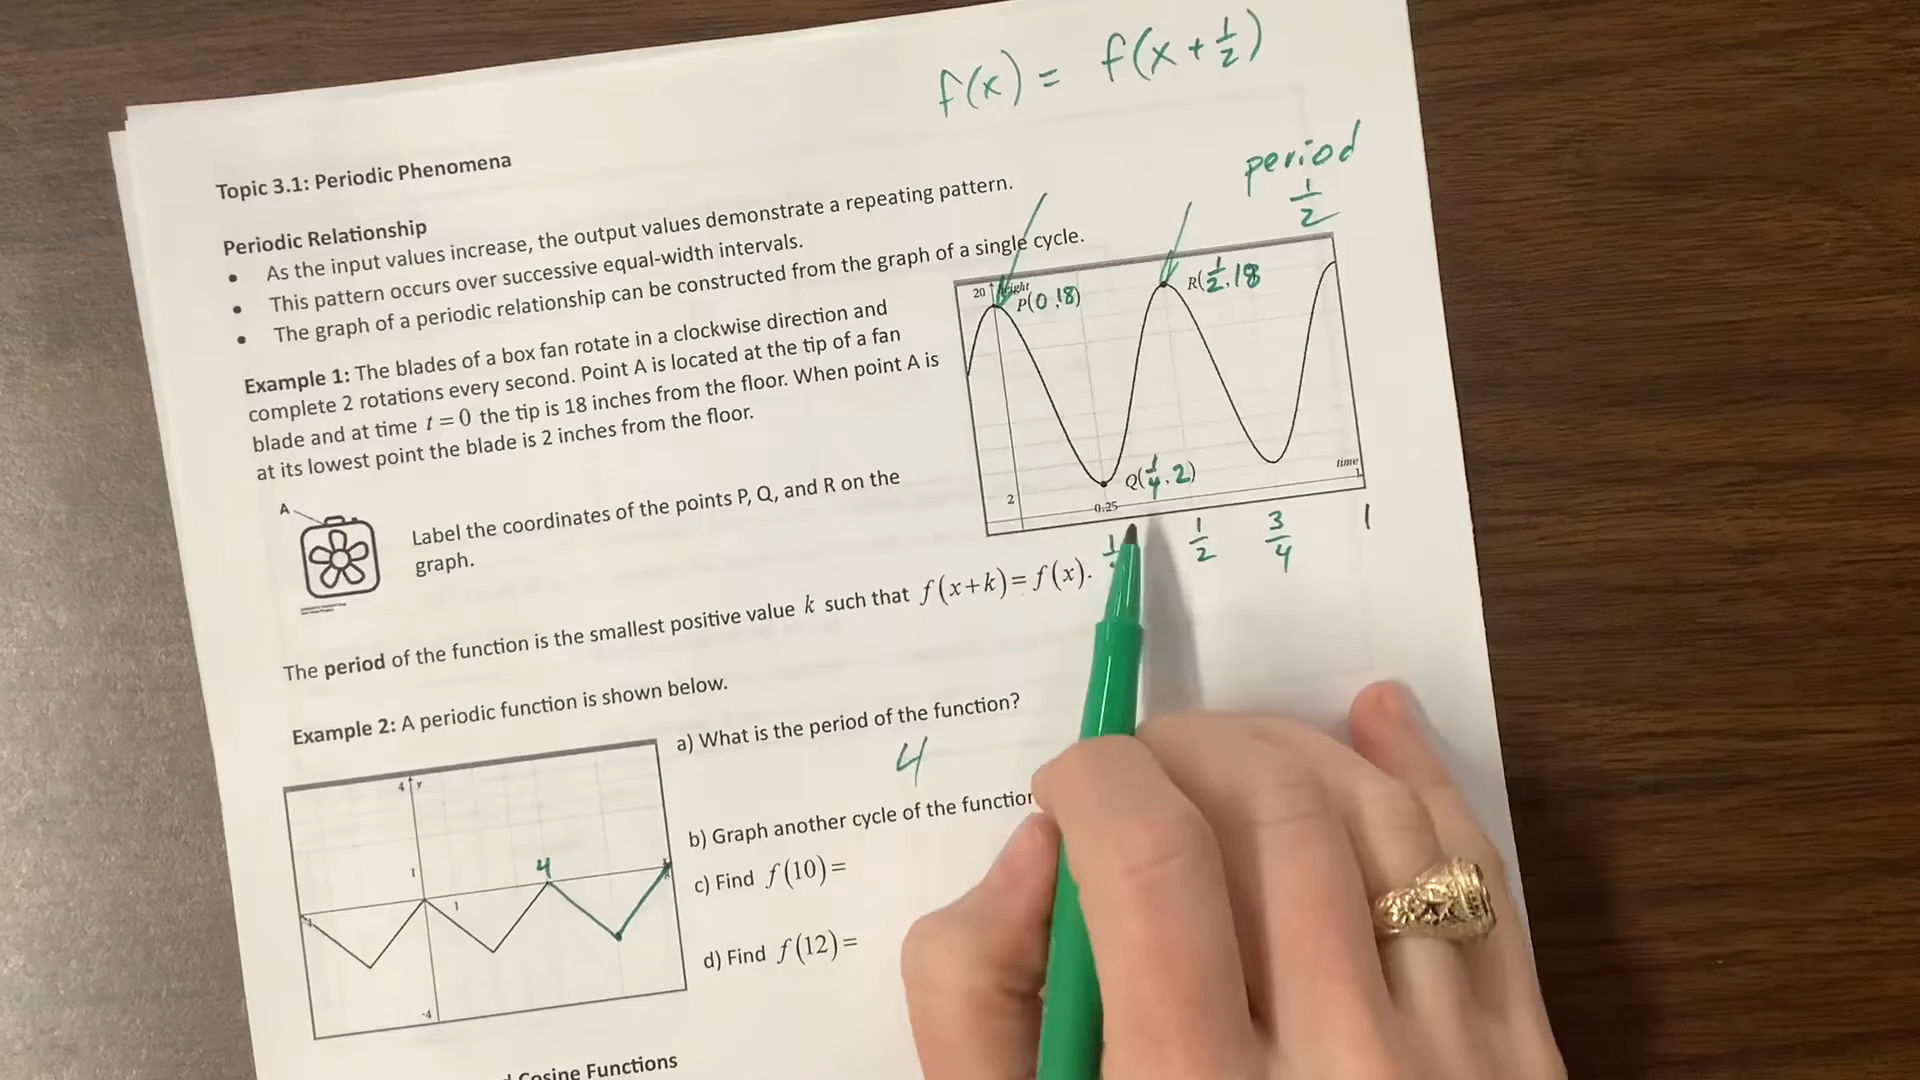 f(x) = f(x + 1/2)
Topic 3.1: Periodic Phenomena
period
1/2
Periodic Relationship
• As the input values increase, the output values demonstrate a repeating pattern.
• This pattern occurs over successive equal-width intervals.
• The graph of a periodic relationship can be constructed from the graph of a single cycle.
Example 1: The blades of a box fan rotate in a clockwise direction and
complete 2 rotations every second. Point A is located at the tip of a fan
blade and at time t = 0 the tip is 18 inches from the floor. When point A is
at its lowest point the blade is 2 inches from the floor.
20
P(0,18)
R(1/2, 18
Q(1/4, 2)
time
2
0.25
1
1/2
3/4
1
A
Label the coordinates of the points P, Q, and R on the
graph.
The period of the function is the smallest positive value k such that f(x+k)=f(x).
Example 2: A periodic function is shown below.
a) What is the period of the function?
4
b) Graph another cycle of the function
c) Find f(10)=
d) Find f(12)=
4
y
1
1
4
-4
Cosine Functions